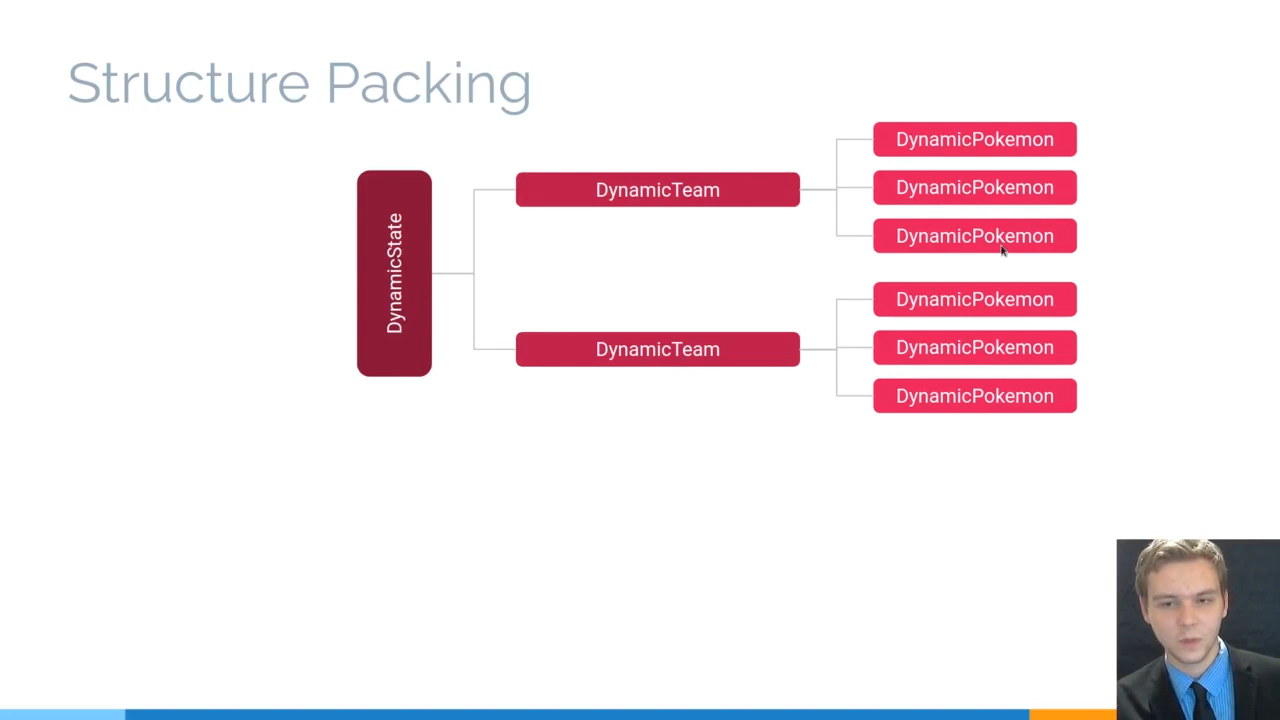 Structure Packing
DynamicState
DynamicTeam
DynamicPokemon
DynamicPokemon
DynamicPokemon
DynamicTeam
DynamicPokemon
DynamicPokemon
DynamicPokemon